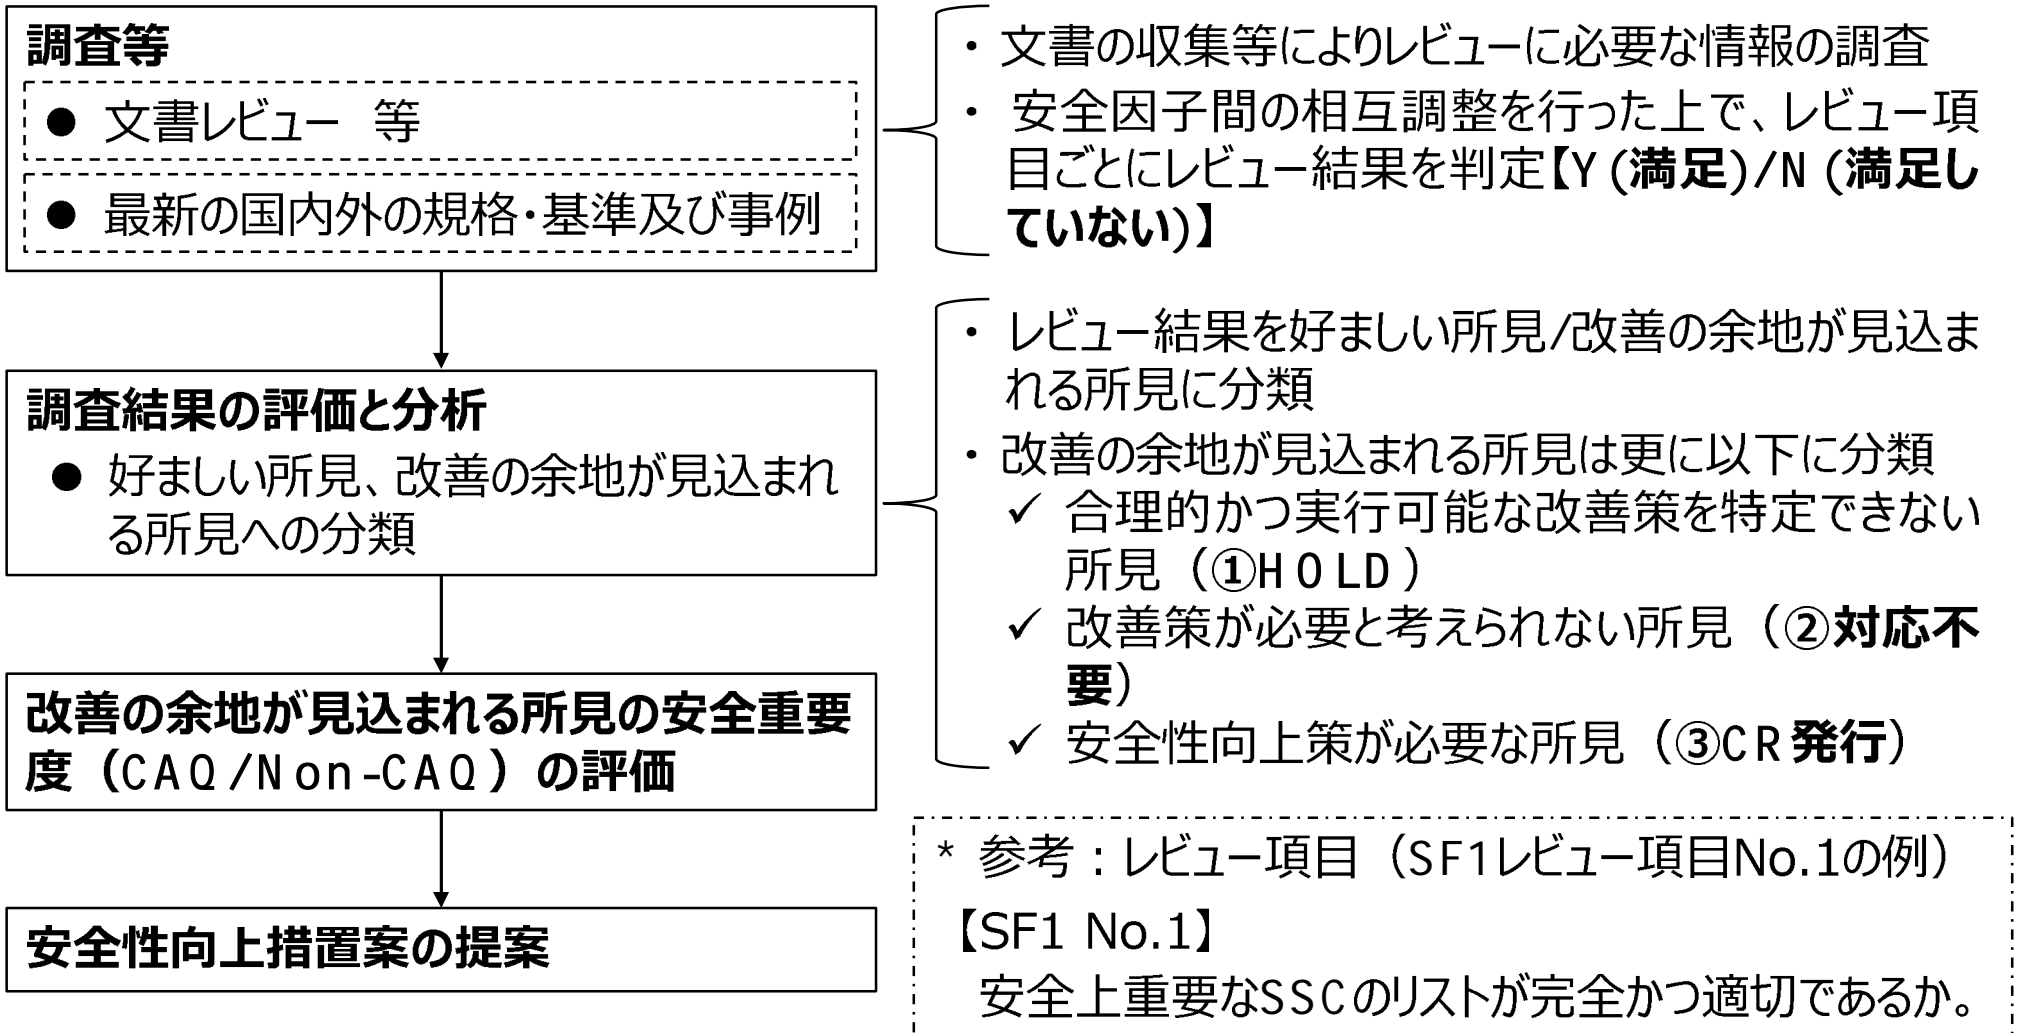 調査等
● 文書レビュー 等
● 最新の国内外の規格・基準及び事例
・ 文書の収集等によりレビューに必要な情報の調査
・ 安全因子間の相互調整を行った上で、レビュー項
目ごとにレビュー結果を判定【Y(満足)/N(満足し
ていない)】
調査結果の評価と分析
● 好ましい所見、改善の余地が見込まれ
る所見への分類
・ レビュー結果を好ましい所見/改善の余地が見込ま
れる所見に分類
・ 改善の余地が見込まれる所見は更に以下に分類
✓ 合理的かつ実行可能な改善策を特定できない
所見（①HOLD）
✓ 改善策が必要と考えられない所見（②対応不
要）
✓ 安全性向上策が必要な所見（③CR発行）
改善の余地が見込まれる所見の安全重要
度（CAQ/Non-CAQ）の評価
安全性向上措置案の提案
* 参考：レビュー項目（SF1レビュー項目No.1の例）
【SF1 No.1】
安全上重要なSSCのリストが完全かつ適切であるか。